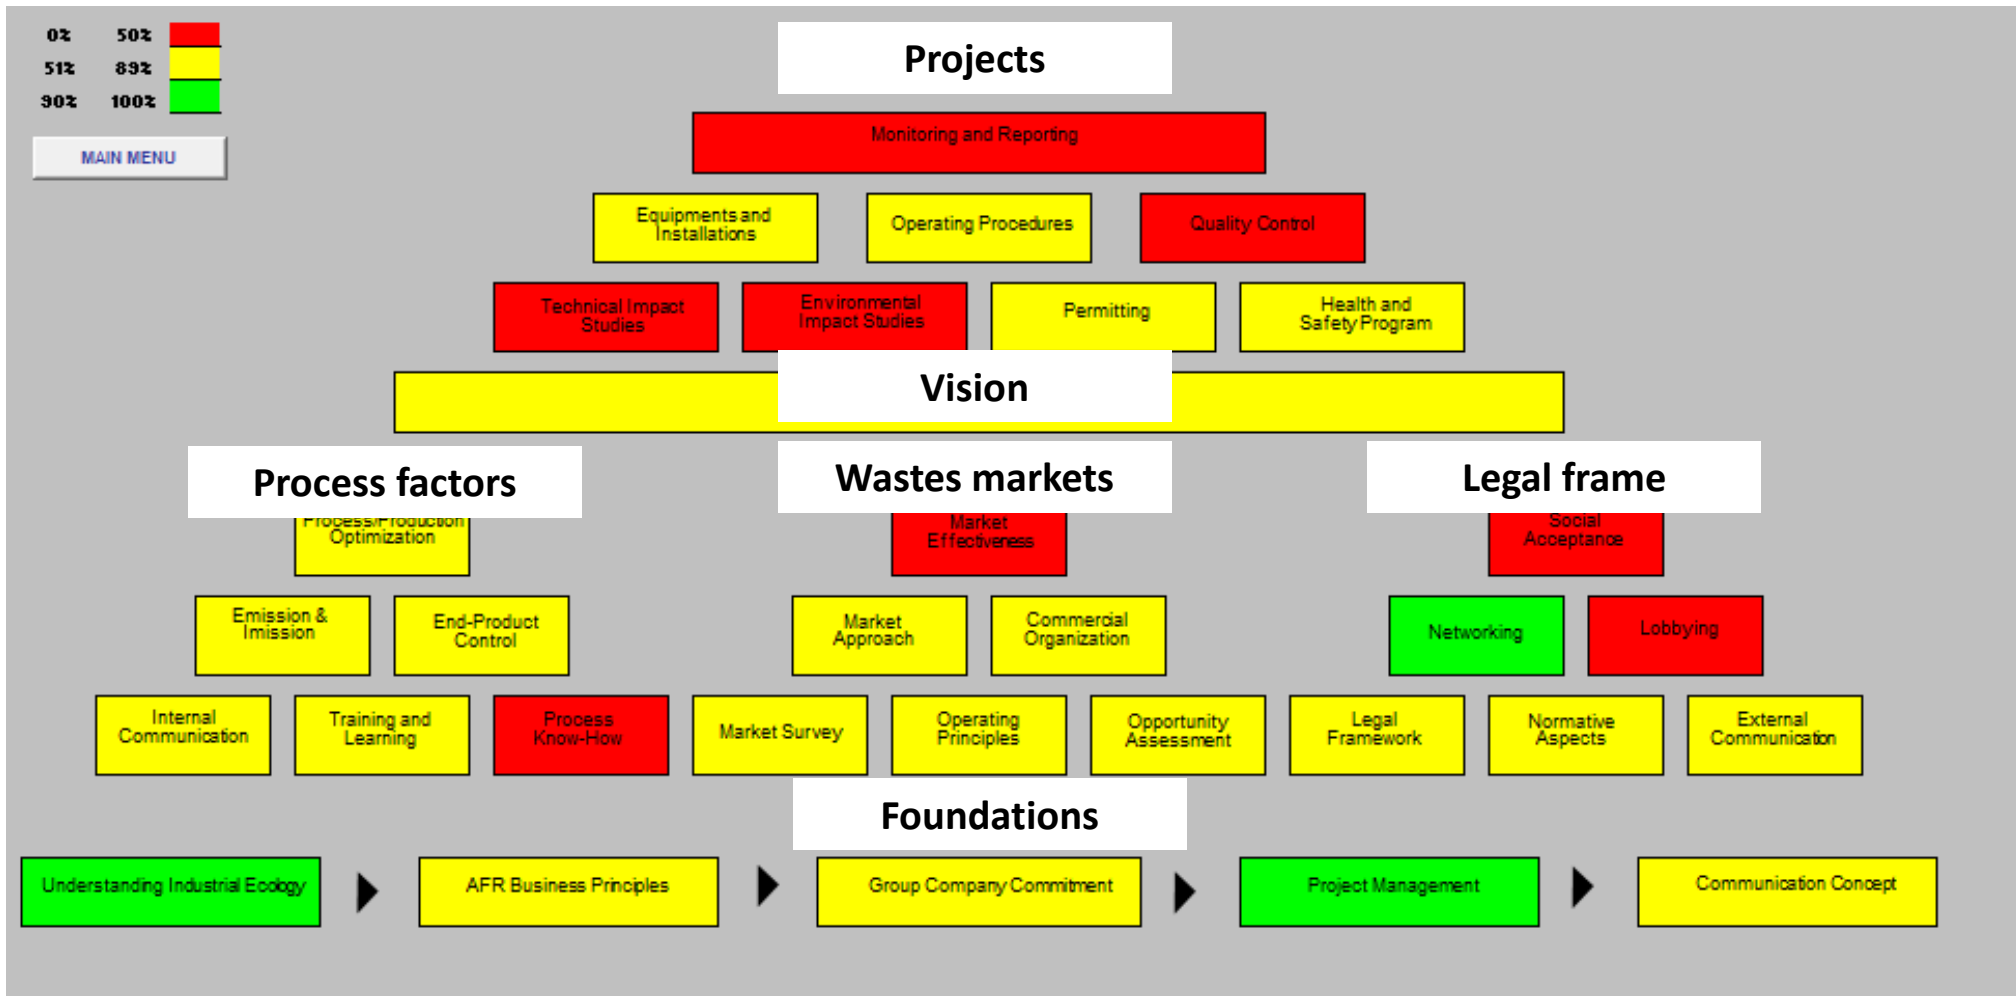 0% 50%
51% 89%
90% 100%
MAIN MENU
Projects
Monitoring and Reporting
Equipments and
Installations
Operating Procedures
Quality Control
Technical Impact
Studies
Environmental
Impact Studies
Permitting
Health and
Safety Program
Vision
Process factors
Wastes markets
Legal frame
Process/Production
Optimization
Market
Effectiveness
Social
Acceptance
Emission &
Imission
End-Product
Control
Market
Approach
Commercial
Organization
Networking
Lobbying
Internal
Communication
Training and
Learning
Process
Know-How
Market Survey
Operating
Principles
Opportunity
Assessment
Legal
Framework
Normative
Aspects
External
Communication
Foundations
Understanding Industrial Ecology
AFR Business Principles
Group Company Commitment
Project Management
Communication Concept